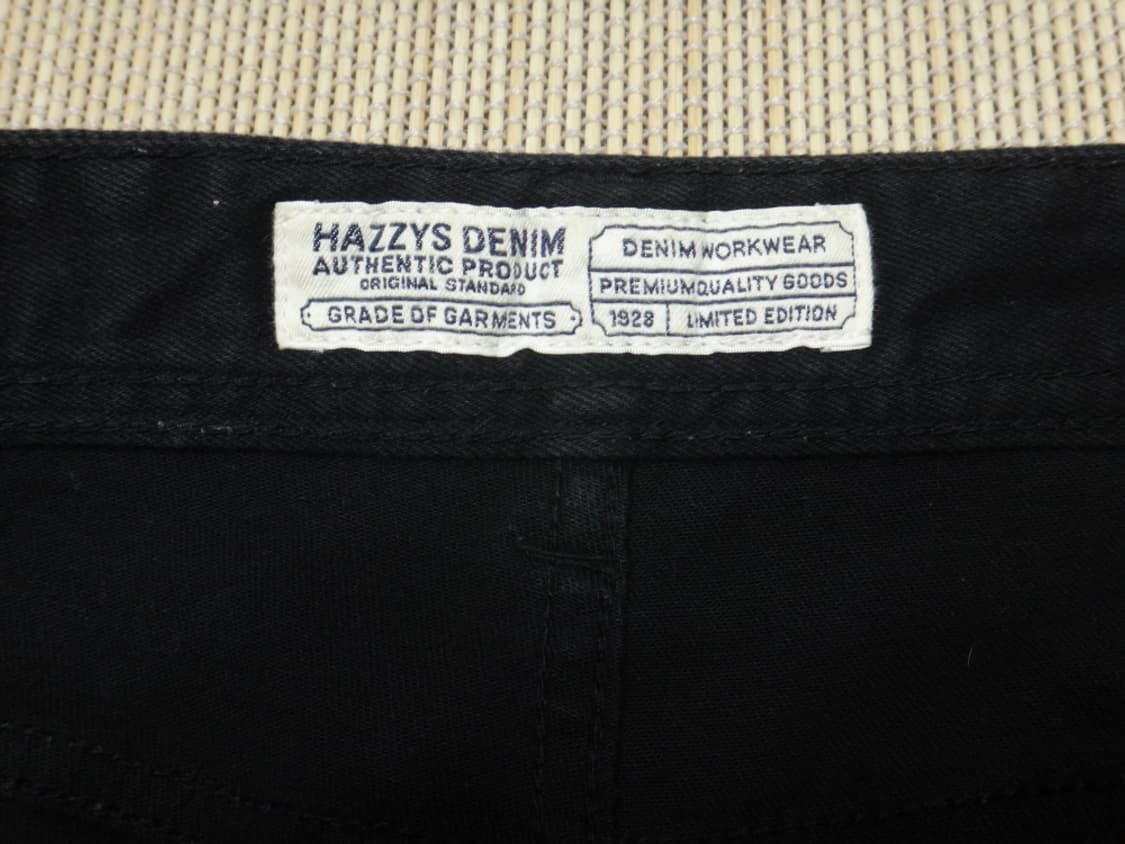 HAZZYS DENIM
AUTHENTIC PRODUCT
ORIGINAL STANDARD
GRADE OF GARMENTS
DENIM WORKWEAR
PREMIUMQUALITY GOODS
1928 LIMITED EDITION